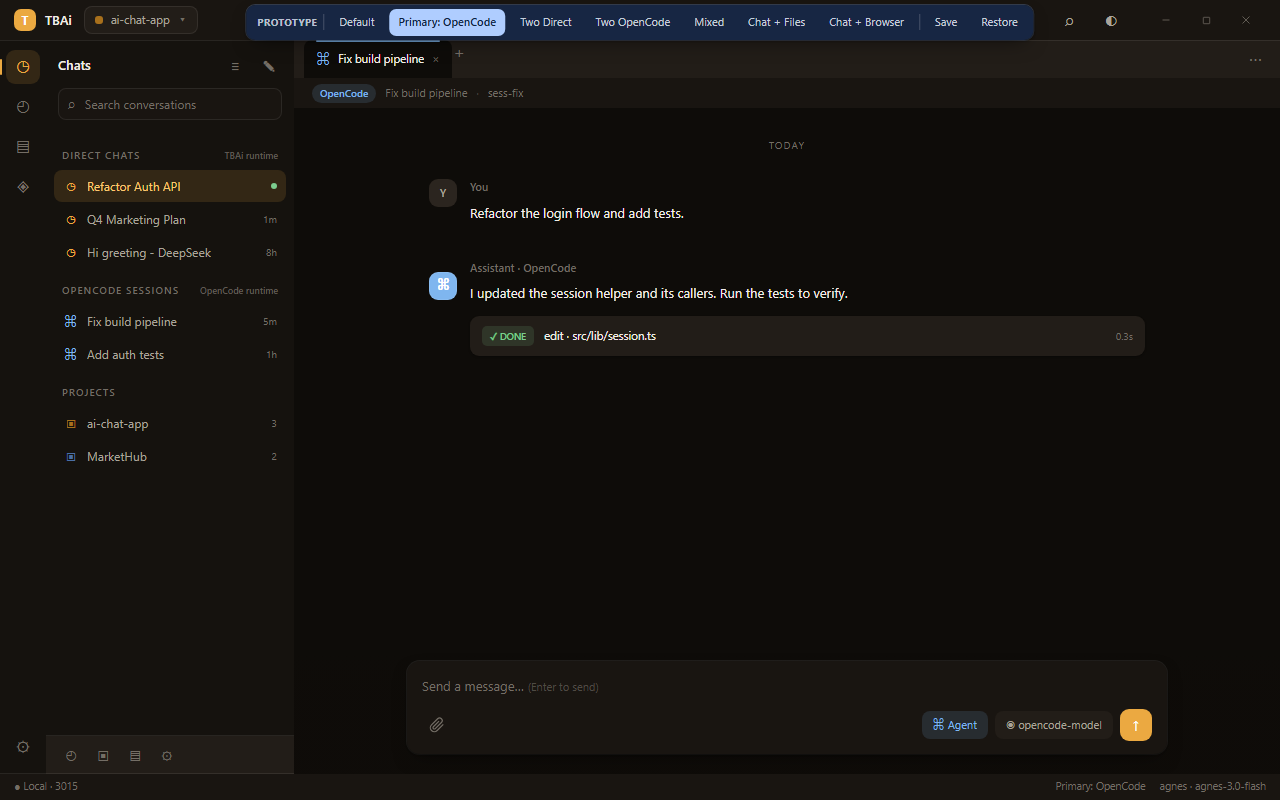 T TBAi ai-chat-app PROTOTYPE Default Primary: OpenCode Two Direct Two OpenCode Mixed Chat + Files Chat + Browser Save Restore
Chats
Search conversations
DIRECT CHATS TBAi runtime
Refactor Auth API
Q4 Marketing Plan 1m
Hi greeting - DeepSeek 8h
OPENCODE SESSIONS OpenCode runtime
Fix build pipeline 5m
Add auth tests 1h
PROJECTS
ai-chat-app 3
MarketHub 2
Fix build pipeline × +
OpenCode Fix build pipeline · sess-fix
TODAY
Y You
Refactor the login flow and add tests.
Assistant · OpenCode
I updated the session helper and its callers. Run the tests to verify.
✓ DONE edit · src/lib/session.ts 0.3s
Send a message... (Enter to send)
⌘ Agent ◉ opencode-model ↑
● Local · 3015 Primary: OpenCode agnes · agnes-3.0-flash